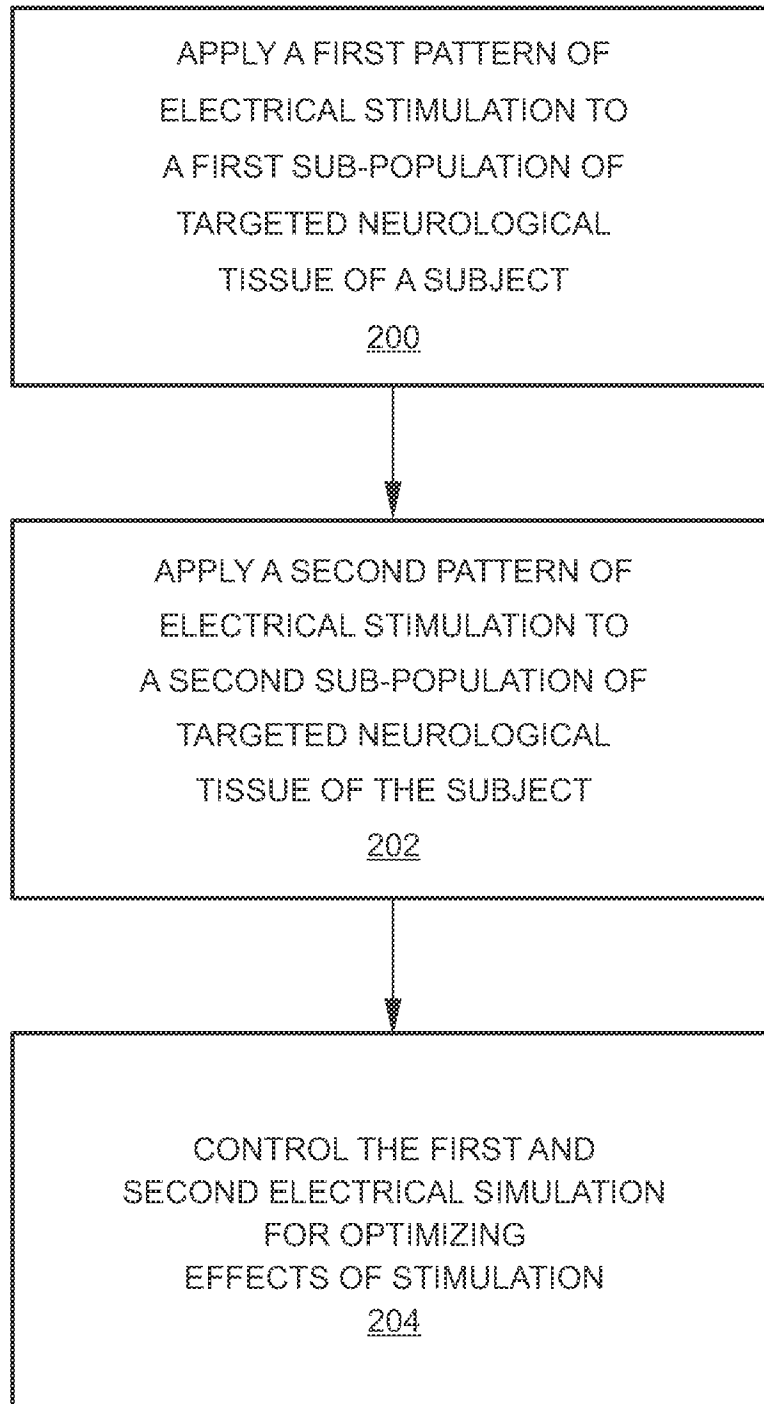 APPLY A FIRST PATTERN OF
ELECTRICAL STIMULATION TO
A FIRST SUB-POPULATION OF
TARGETED NEUROLOGICAL
TISSUE OF A SUBJECT
200
APPLY A SECOND PATTERN OF
ELECTRICAL STIMULATION TO
A SECOND SUB-POPULATION OF
TARGETED NEUROLOGICAL
TISSUE OF THE SUBJECT
202
CONTROL THE FIRST AND
SECOND ELECTRICAL SIMULATION
FOR OPTIMIZING
EFFECTS OF STIMULATION
204